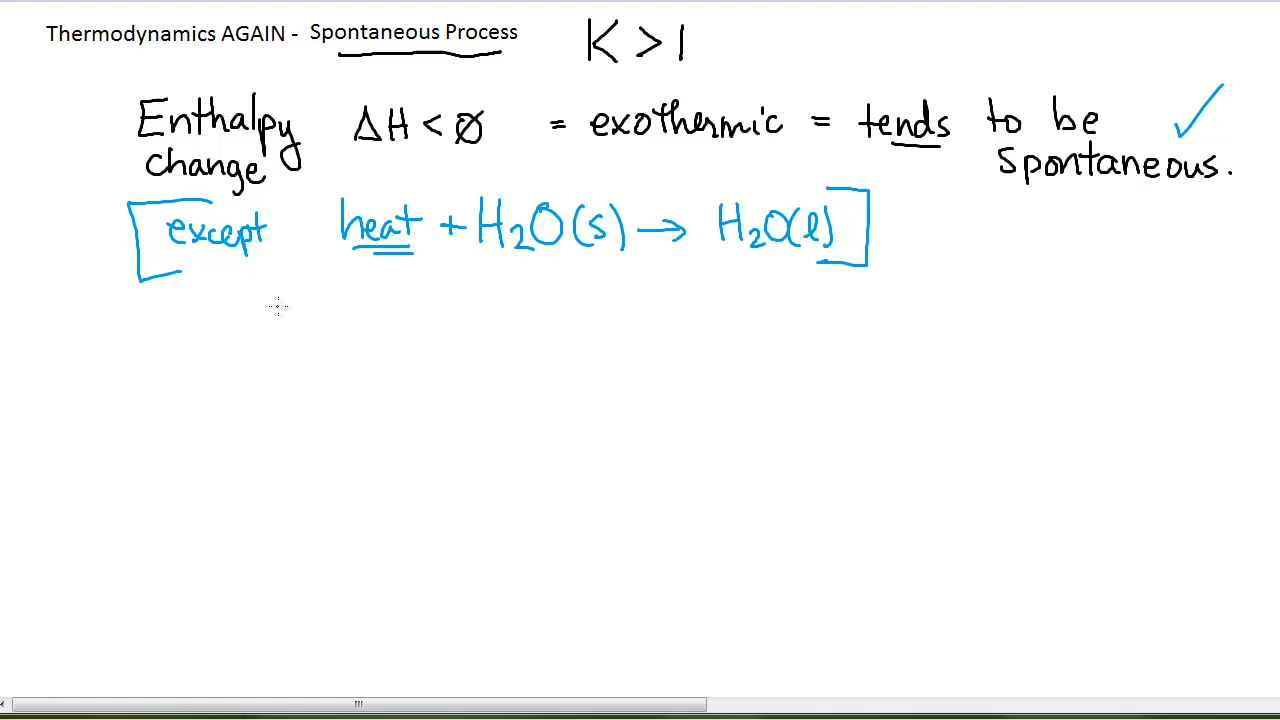 Thermodynamics AGAIN - Spontaneous Process K > 1
Enthalpy ΔH < Ø = exothermic = tends to be ✓
change spontaneous.
except heat + H₂O(s) → H₂O(l)